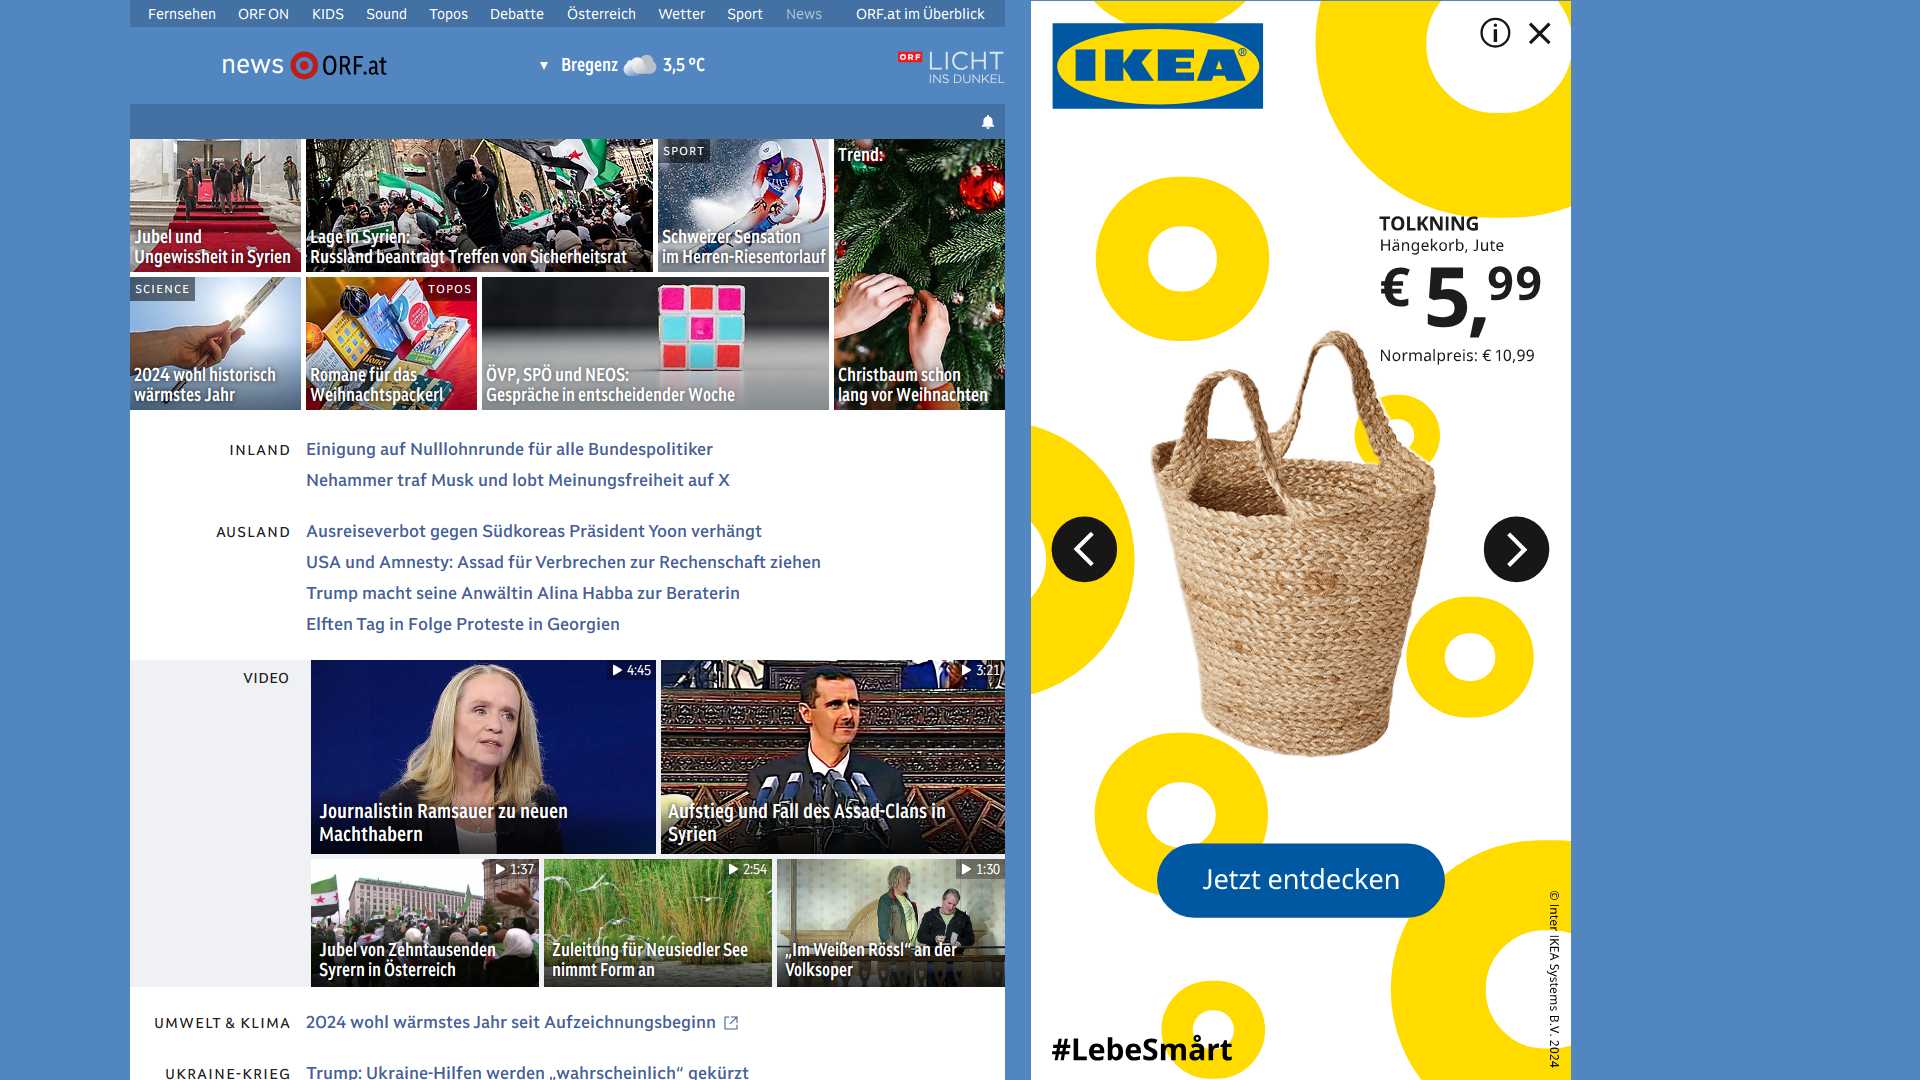 Fernsehen ORF ON KIDS Sound Topos Debatte Österreich Wetter Sport News ORF.at im Überblick
news ORF.at
Bregenz 3,5 °C
ORF LICHT
INS DUNKEL
Jubel und
Ungewissheit in Syrien
Lage in Syrien:
Russland beantragt Treffen von Sicherheitsrat
SPORT
Schweizer Sensation
im Herren-Riesentorlauf
Trend:
Christbaum schon
lang vor Weihnachten
SCIENCE
2024 wohl historisch
wärmstes Jahr
TOPOS
Romane für das
Weihnachtspackerl
ÖVP, SPÖ und NEOS:
Gespräche in entscheidender Woche
INLAND
Einigung auf Nulllohnrunde für alle Bundespolitiker
Nehammer traf Musk und lobt Meinungsfreiheit auf X
AUSLAND
Ausreiseverbot gegen Südkoreas Präsident Yoon verhängt
USA und Amnesty: Assad für Verbrechen zur Rechenschaft ziehen
Trump macht seine Anwältin Alina Habba zur Beraterin
Elften Tag in Folge Proteste in Georgien
VIDEO
4:45
Journalistin Ramsauer zu neuen
Machthabern
3:21
Aufstieg und Fall des Assad-Clans in
Syrien
1:37
Jubel von Zehntausenden
Syrern in Österreich
2:54
Zuleitung für Neusiedler See
nimmt Form an
1:30
„Im Weißen Rössl“ an der
Volksoper
UMWELT & KLIMA
2024 wohl wärmstes Jahr seit Aufzeichnungsbeginn
UKRAINE-KRIEG
Trump: Ukraine-Hilfen werden „wahrscheinlich“ gekürzt
IKEA®
TOLKNING
Hängekorb, Jute
€ 5,99
Normalpreis: € 10,99
Jetzt entdecken
#LebeSmårt
© Inter IKEA Systems B.V. 2024